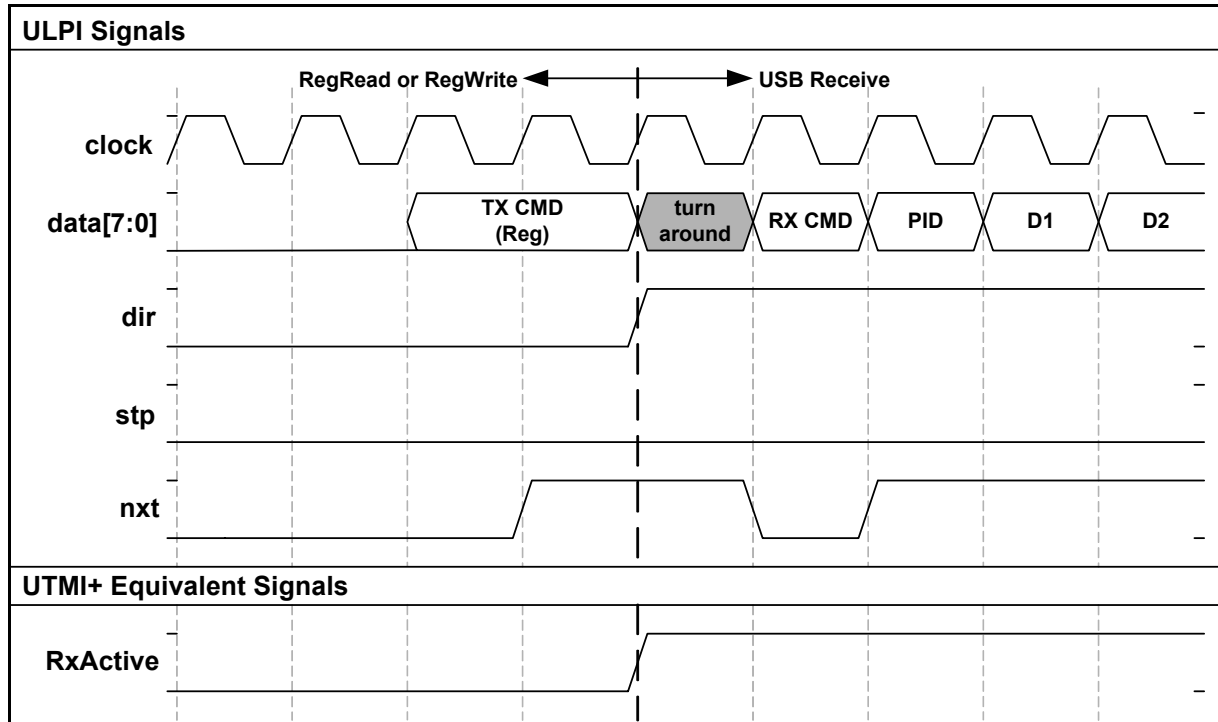 ULPI Signals
RegRead or RegWrite
USB Receive
clock
data[7:0]
TX CMD
(Reg)
turn
around
RX CMD
PID
D1
D2
dir
stp
nxt
UTMI+ Equivalent Signals
RxActive